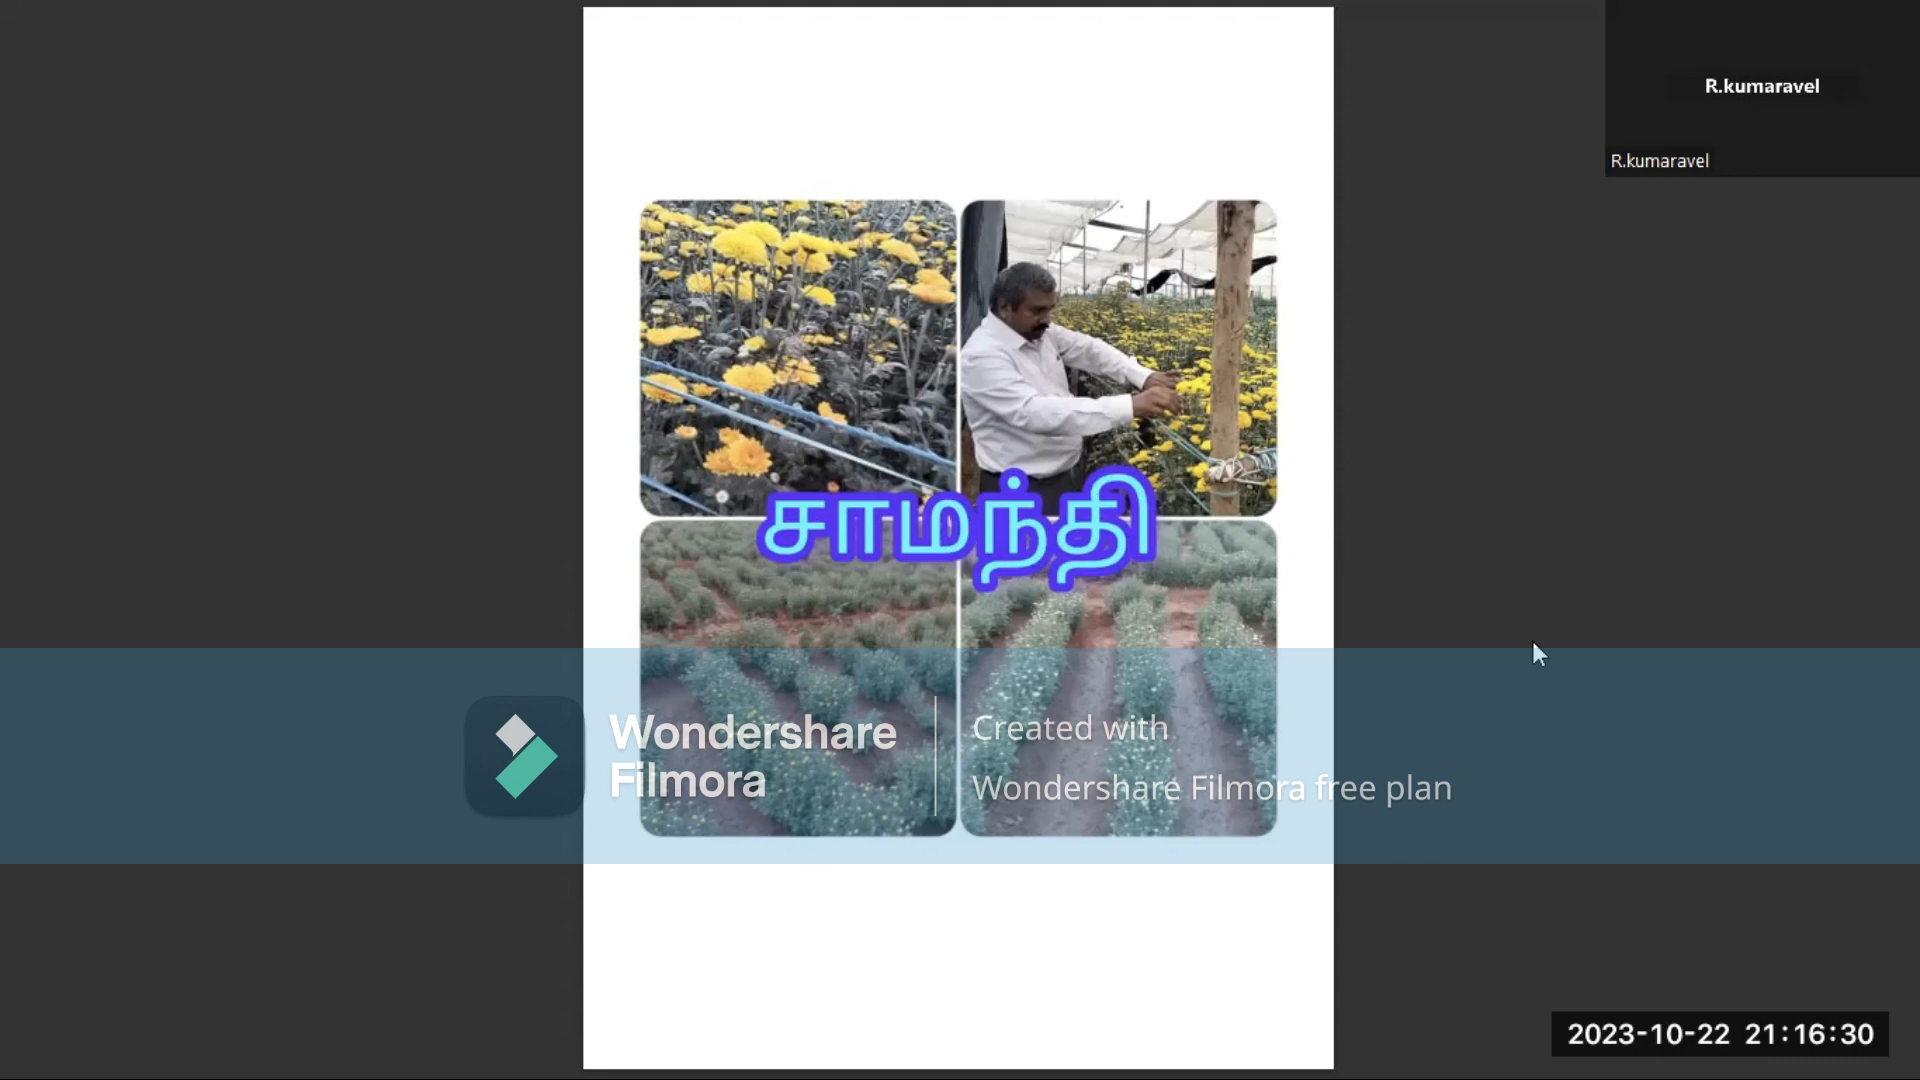 R.kumaravel
R.kumaravel
சாமந்தி
Wondershare
Filmora
Created with
Wondershare Filmora free plan
2023-10-22 21:16:30